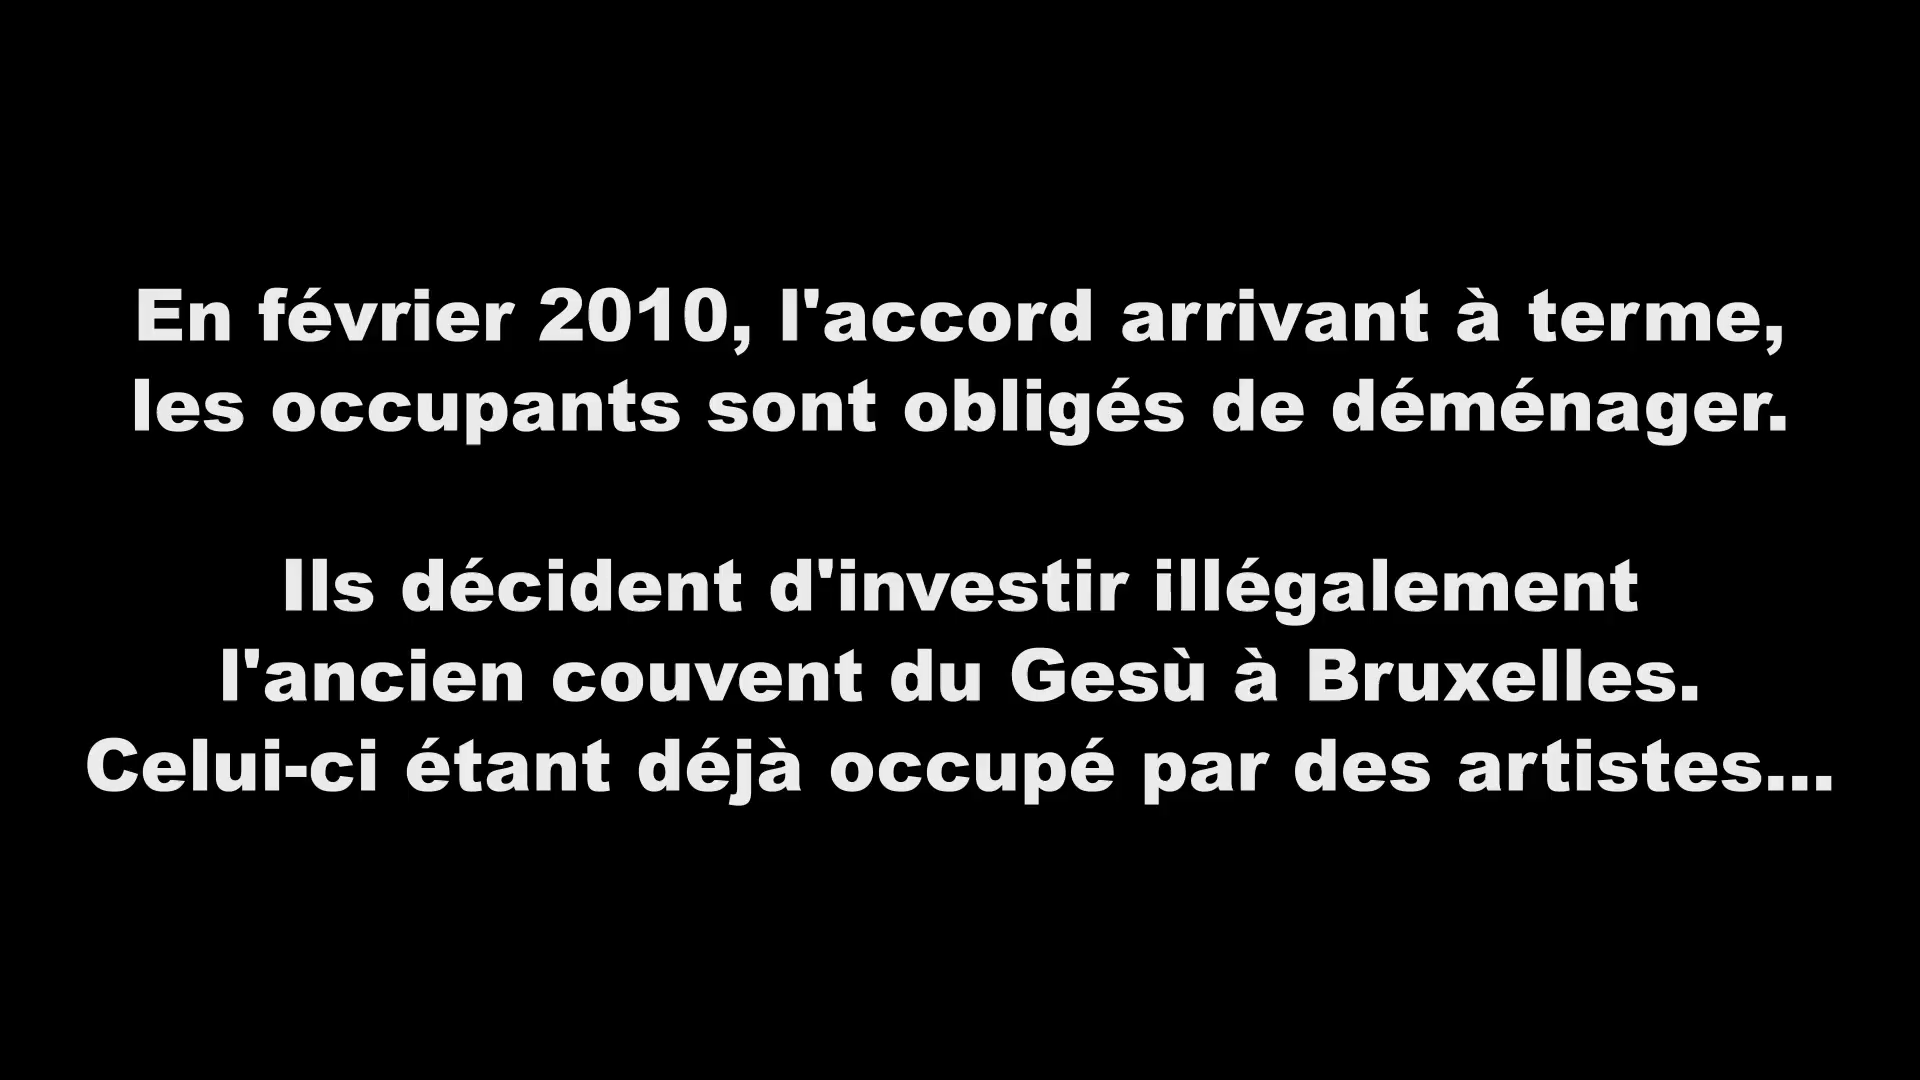 En février 2010, l'accord arrivant à terme,
les occupants sont obligés de déménager.
Ils décident d'investir illégalement
l'ancien couvent du Gesù à Bruxelles.
Celui-ci étant déjà occupé par des artistes...